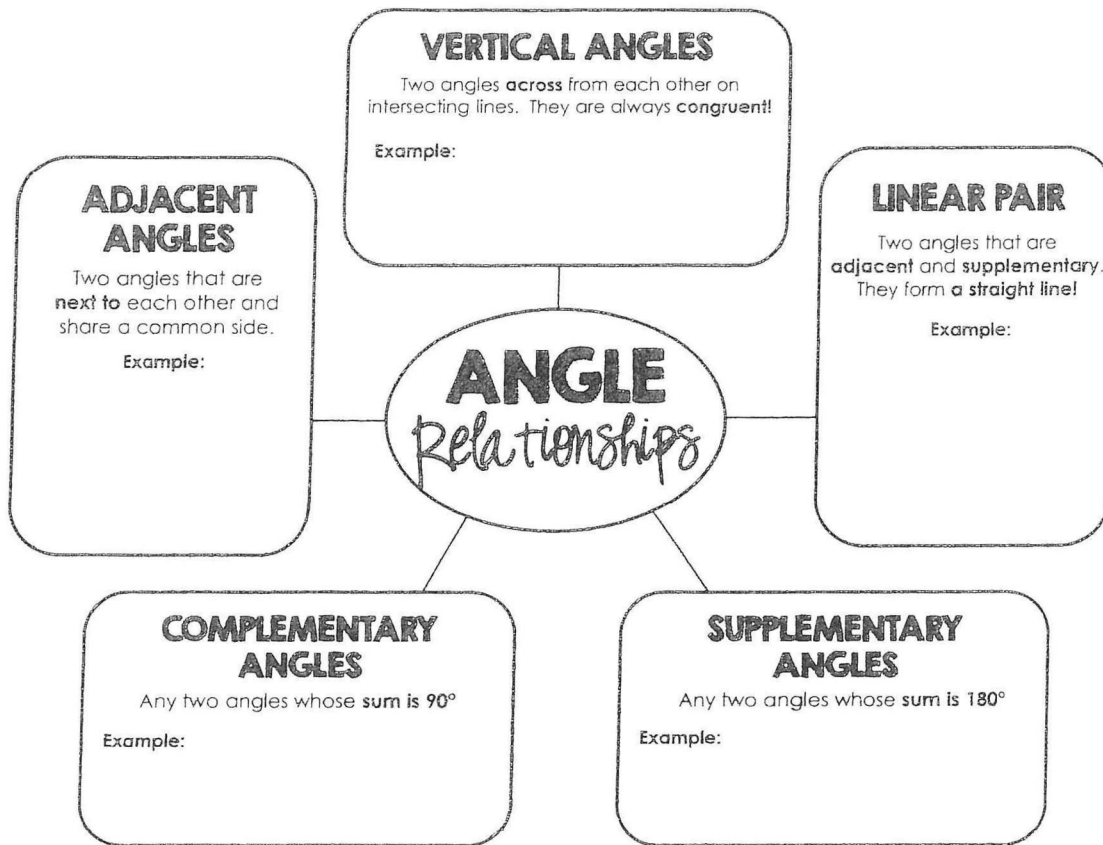 VERTICAL ANGLES
Two angles across from each other on
intersecting lines. They are always congruent!
Example:
ADJACENT
ANGLES
Two angles that are
next to each other and
share a common side.
Example:
LINEAR PAIR
Two angles that are
adjacent and supplementary.
They form a straight line!
Example:
ANGLE
Relationships
COMPLEMENTARY
ANGLES
Any two angles whose sum is 90°
Example:
SUPPLEMENTARY
ANGLES
Any two angles whose sum is 180°
Example: